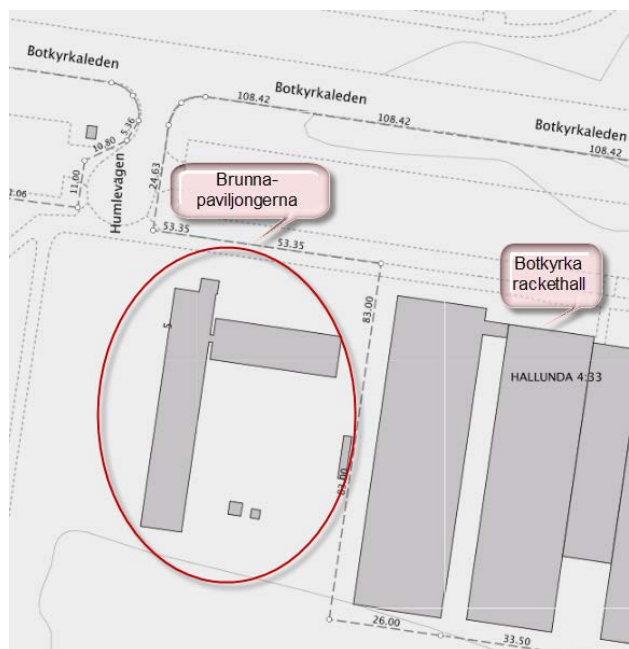 Botkyrkaleden
Botkyrkaleden
108.42
108.42
Botkyrkaleden
108.42
5.36
10.80
11.00
24.63
Humlevägen
Brunna-
paviljongerna
53.35
53.35
Botkyrka
rackethall
83.00
5
HALLUNDA 4:33
83.00
26.00
33.50